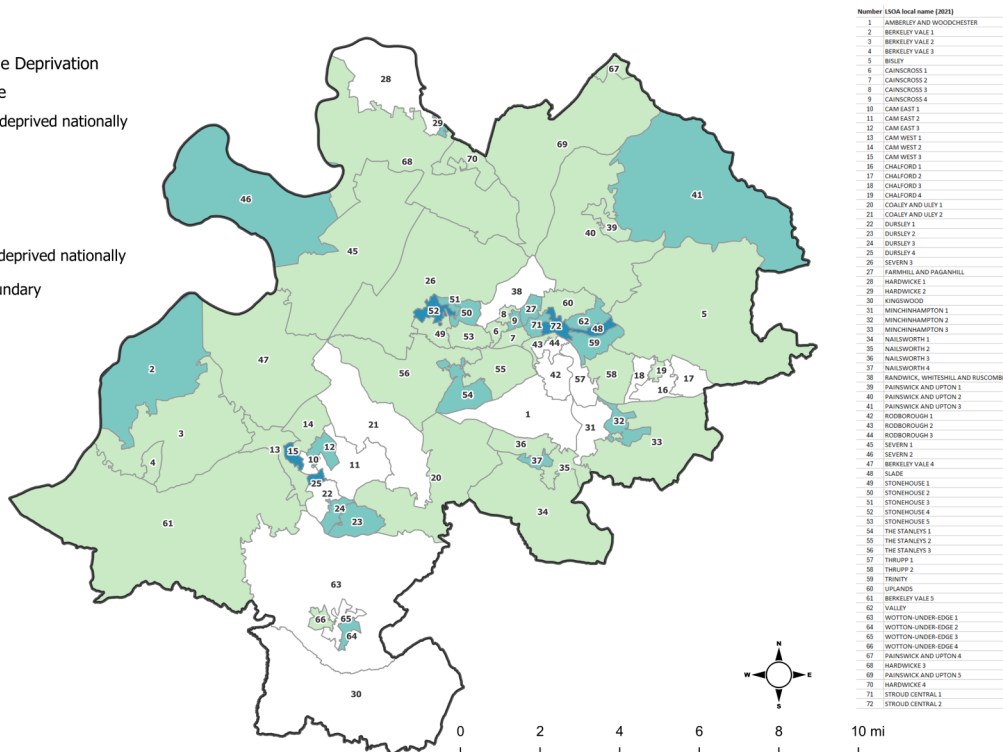 e Deprivation
e
deprived nationally
deprived nationally
undary
67
28
29
69
70
68
46
41
39
40
45
5
26
38
51
60
52
50
8
27
9
71
72
62
48
49
53
6
7
43
44
59
47
56
55
42
57
58
18
19
17
16
2
54
1
21
14
32
31
33
3
13
15
12
10
11
36
4
37
35
25
20
22
24
23
34
61
63
66
65
64
30
N
W
E
S
0
2
4
6
8
10 mi
Number LSOA local name (2021)
1 AMBERLEY AND WOODCHESTER
2 BERKELEY VALE 1
3 BERKELEY VALE 2
4 BERKELEY VALE 3
5 BISLEY
6 CAINSCROSS 1
7 CAINSCROSS 2
8 CAINSCROSS 3
9 CAINSCROSS 4
10 CAM EAST 1
11 CAM EAST 2
12 CAM EAST 3
13 CAM WEST 1
14 CAM WEST 2
15 CAM WEST 3
16 CHALFORD 1
17 CHALFORD 2
18 CHALFORD 3
19 CHALFORD 4
20 COALEY AND ULEY 1
21 COALEY AND ULEY 2
22 DURSLEY 1
23 DURSLEY 2
24 DURSLEY 3
25 DURSLEY 4
26 SEVERN 3
27 FARMHILL AND PAGANHILL
28 HARDWICKE 1
29 HARDWICKE 2
30 KINGSWOOD
31 MINCHINHAMPTON 1
32 MINCHINHAMPTON 2
33 MINCHINHAMPTON 3
34 NAILSWORTH 1
35 NAILSWORTH 2
36 NAILSWORTH 3
37 NAILSWORTH 4
38 RANDWICK, WHITESHILL AND RUSCOMB
39 PAINSWICK AND UPTON 1
40 PAINSWICK AND UPTON 2
41 PAINSWICK AND UPTON 3
42 RODBOROUGH 1
43 RODBOROUGH 2
44 RODBOROUGH 3
45 SEVERN 1
46 SEVERN 2
47 BERKELEY VALE 4
48 SLADE
49 STONEHOUSE 1
50 STONEHOUSE 2
51 STONEHOUSE 3
52 STONEHOUSE 4
53 STONEHOUSE 5
54 THE STANLEYS 1
55 THE STANLEYS 2
56 THE STANLEYS 3
57 THRUPP 1
58 THRUPP 2
59 TRINITY
60 UPLANDS
61 BERKELEY VALE 5
62 VALLEY
63 WOTTON-UNDER-EDGE 1
64 WOTTON-UNDER-EDGE 2
65 WOTTON-UNDER-EDGE 3
66 WOTTON-UNDER-EDGE 4
67 PAINSWICK AND UPTON 4
68 HARDWICKE 3
69 PAINSWICK AND UPTON 5
70 HARDWICKE 4
71 STROUD CENTRAL 1
72 STROUD CENTRAL 2